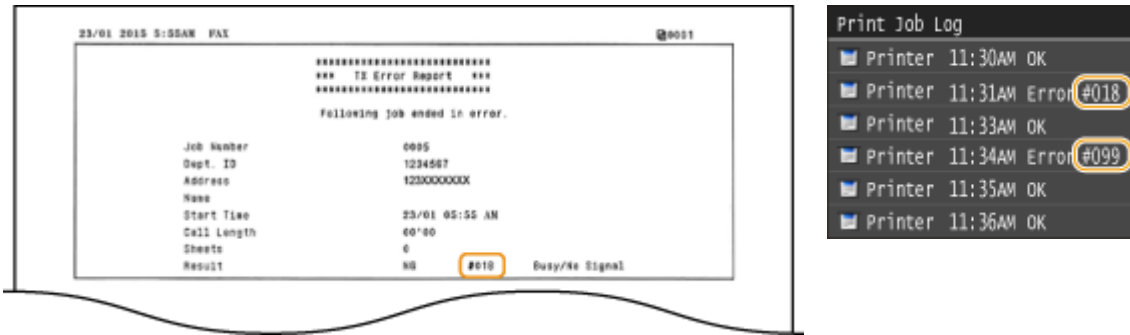 23/01 2015 5:55AM FAX 0001
***************************
*** TX Error Report ***
***************************
Following job ended in error.
Job Number 0005
Dept. ID 1234567
Address 123XXXXXXX
Name
Start Time 23/01 05:55 AM
Call Length 00'00
Sheets 0
Result NG #018 Busy/No Signal
Print Job Log
Printer 11:30AM OK
Printer 11:31AM Error #018
Printer 11:33AM OK
Printer 11:34AM Error #099
Printer 11:35AM OK
Printer 11:36AM OK